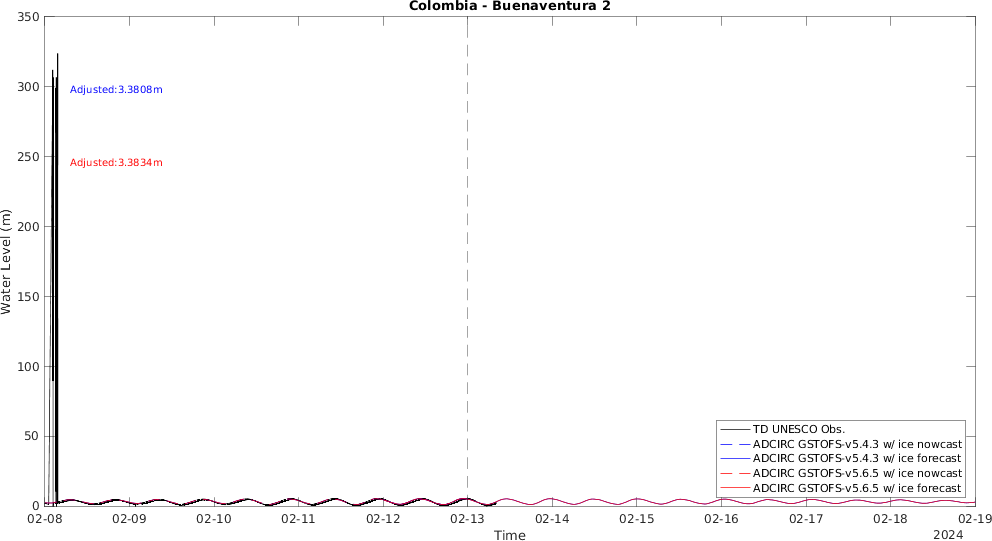 Colombia - Buenaventura 2
350
300
250
200
150
100
50
0
Water Level (m)
Adjusted:3.3808m
Adjusted:3.3834m
TD UNESCO Obs.
ADCIRC GSTOFS-v5.4.3 w/ ice nowcast
ADCIRC GSTOFS-v5.4.3 w/ ice forecast
ADCIRC GSTOFS-v5.6.5 w/ ice nowcast
ADCIRC GSTOFS-v5.6.5 w/ ice forecast
02-08 02-09 02-10 02-11 02-12 02-13 02-14 02-15 02-16 02-17 02-18 02-19
Time
2024